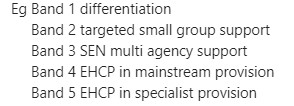 Eg Band 1 differentiation
Band 2 targeted small group support
Band 3 SEN multi agency support
Band 4 EHCP in mainstream provision
Band 5 EHCP in specialist provision